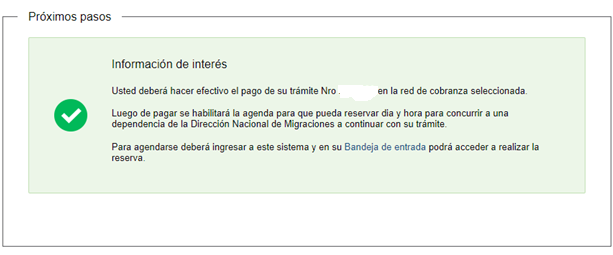 Próximos pasos
Información de interés
Usted deberá hacer efectivo el pago de su trámite Nro en la red de cobranza seleccionada.
Luego de pagar se habilitará la agenda para que pueda reservar dia y hora para concurrir a una
dependencia de la Dirección Nacional de Migraciones a continuar con su trámite.
Para agendarse deberá ingresar a este sistema y en su Bandeja de entrada podrá acceder a realizar la
reserva.